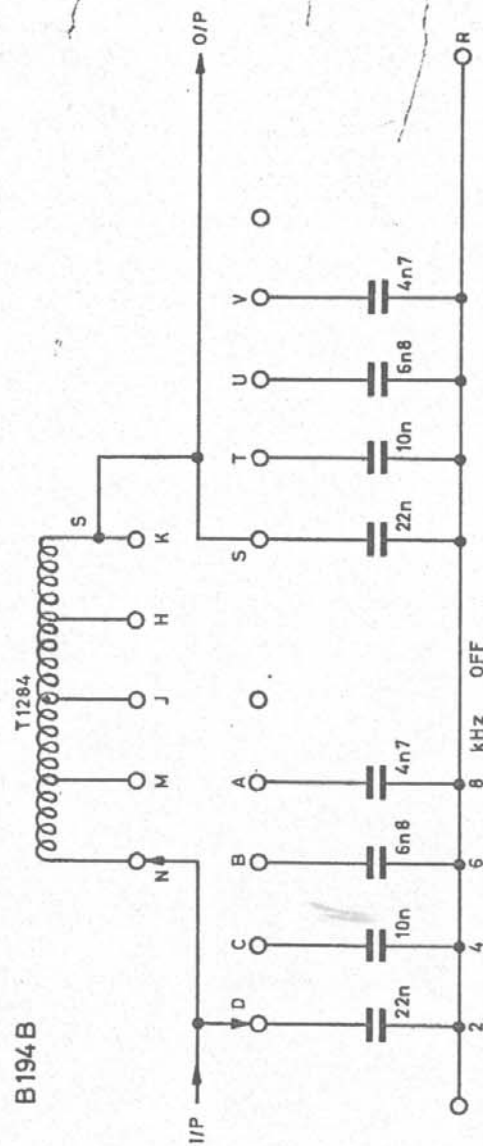 B194B
T1284
S
N M J H K
I/P
O/P
D C B A S T U V
22n 10n 6n8 4n7 22n 10n 6n8 4n7
2 4 6 8 kHz OFF
R